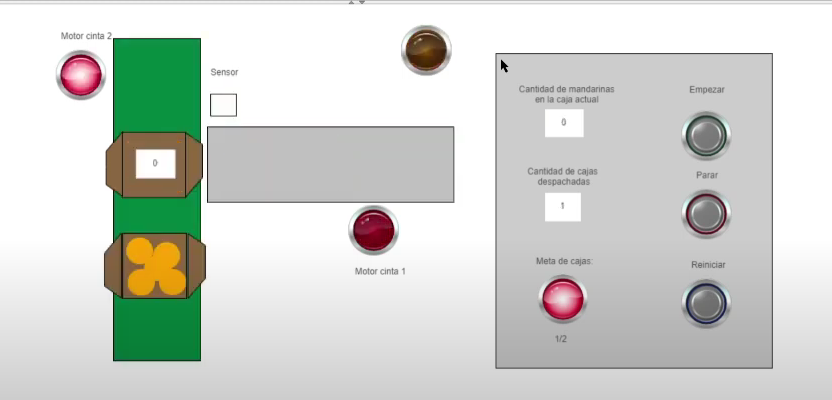 Motor cinta 2
Sensor
0
Motor cinta 1
Cantidad de mandarinas
en la caja actual
0
Cantidad de cajas
despachadas
1
Meta de cajas:
1/2
Empezar
Parar
Reiniciar